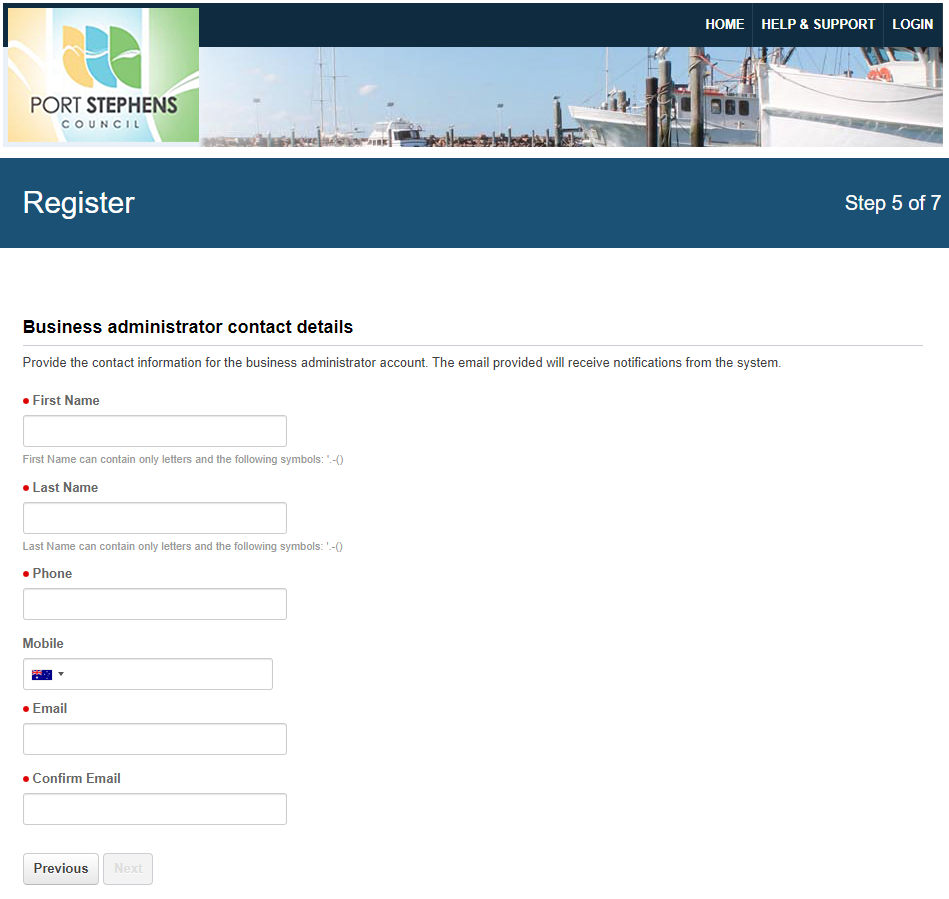 HOME HELP & SUPPORT LOGIN
PORT STEPHENS
COUNCIL
Register
Step 5 of 7
Business administrator contact details
Provide the contact information for the business administrator account. The email provided will receive notifications from the system.
First Name
First Name can contain only letters and the following symbols: '.-()
Last Name
Last Name can contain only letters and the following symbols: '.-()
Phone
Mobile
Email
Confirm Email
Previous Next